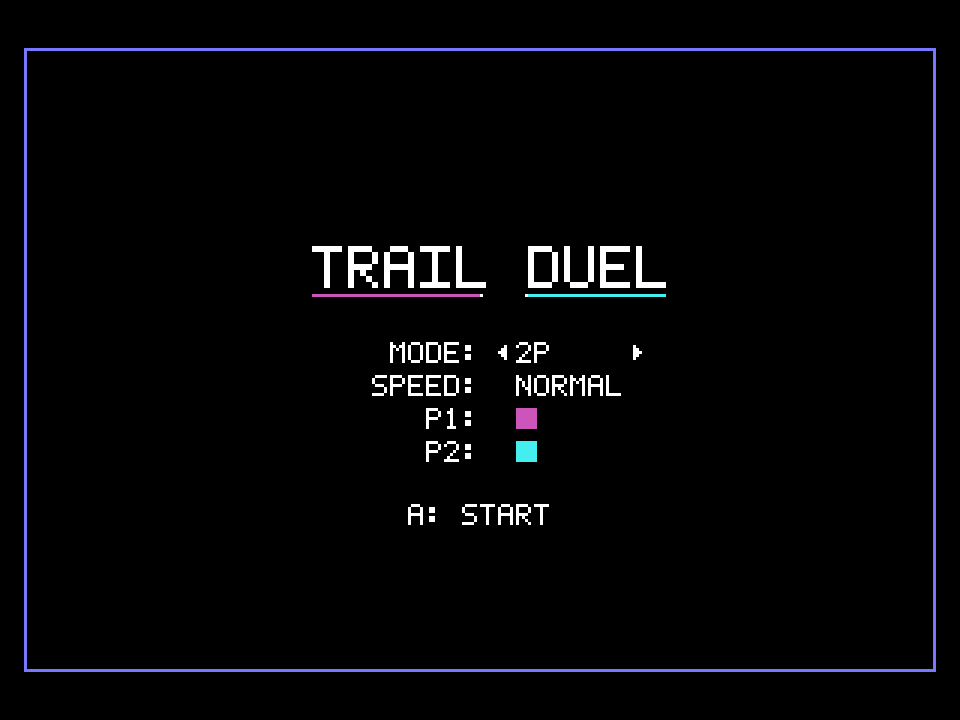 TRAIL DUEL
MODE: 2P
SPEED: NORMAL
P1:
P2:
A: START